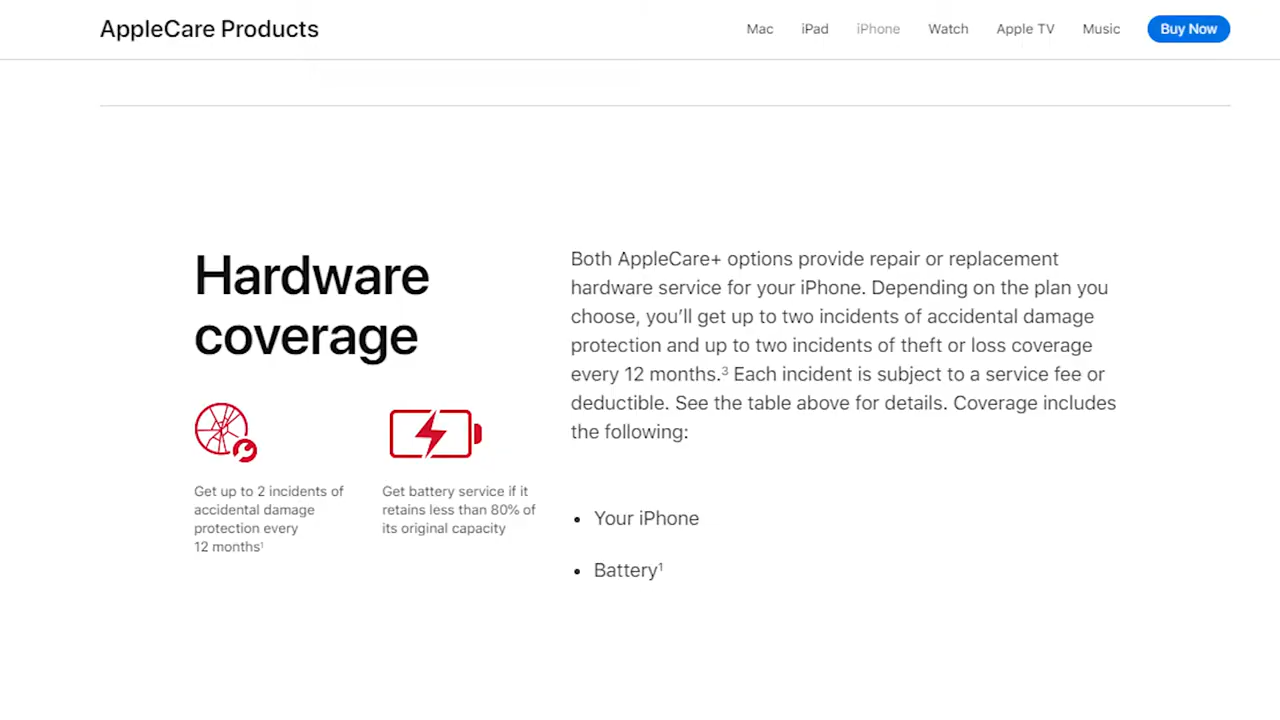 AppleCare Products
Mac
iPad
iPhone
Watch
Apple TV
Music
Buy Now
Hardware
coverage
Get up to 2 incidents of
accidental damage
protection every
12 months¹
Get battery service if it
retains less than 80% of
its original capacity
Both AppleCare+ options provide repair or replacement
hardware service for your iPhone. Depending on the plan you
choose, you’ll get up to two incidents of accidental damage
protection and up to two incidents of theft or loss coverage
every 12 months.³ Each incident is subject to a service fee or
deductible. See the table above for details. Coverage includes
the following:
• Your iPhone
• Battery¹